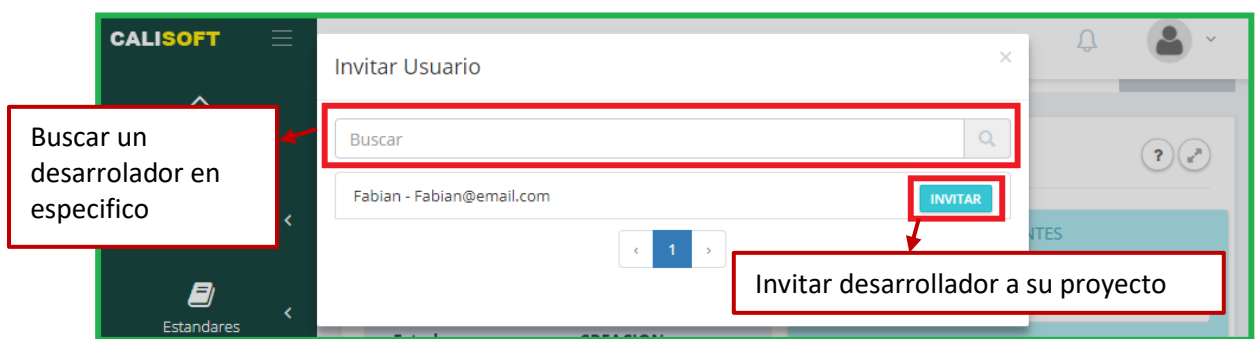 CALISOFT
Invitar Usuario
×
Buscar un
desarrolador en
especifico
Buscar
?
Fabian - Fabian@email.com
INVITAR
‹ 1 ›
NTES
Invitar desarrollador a su proyecto
Estandares